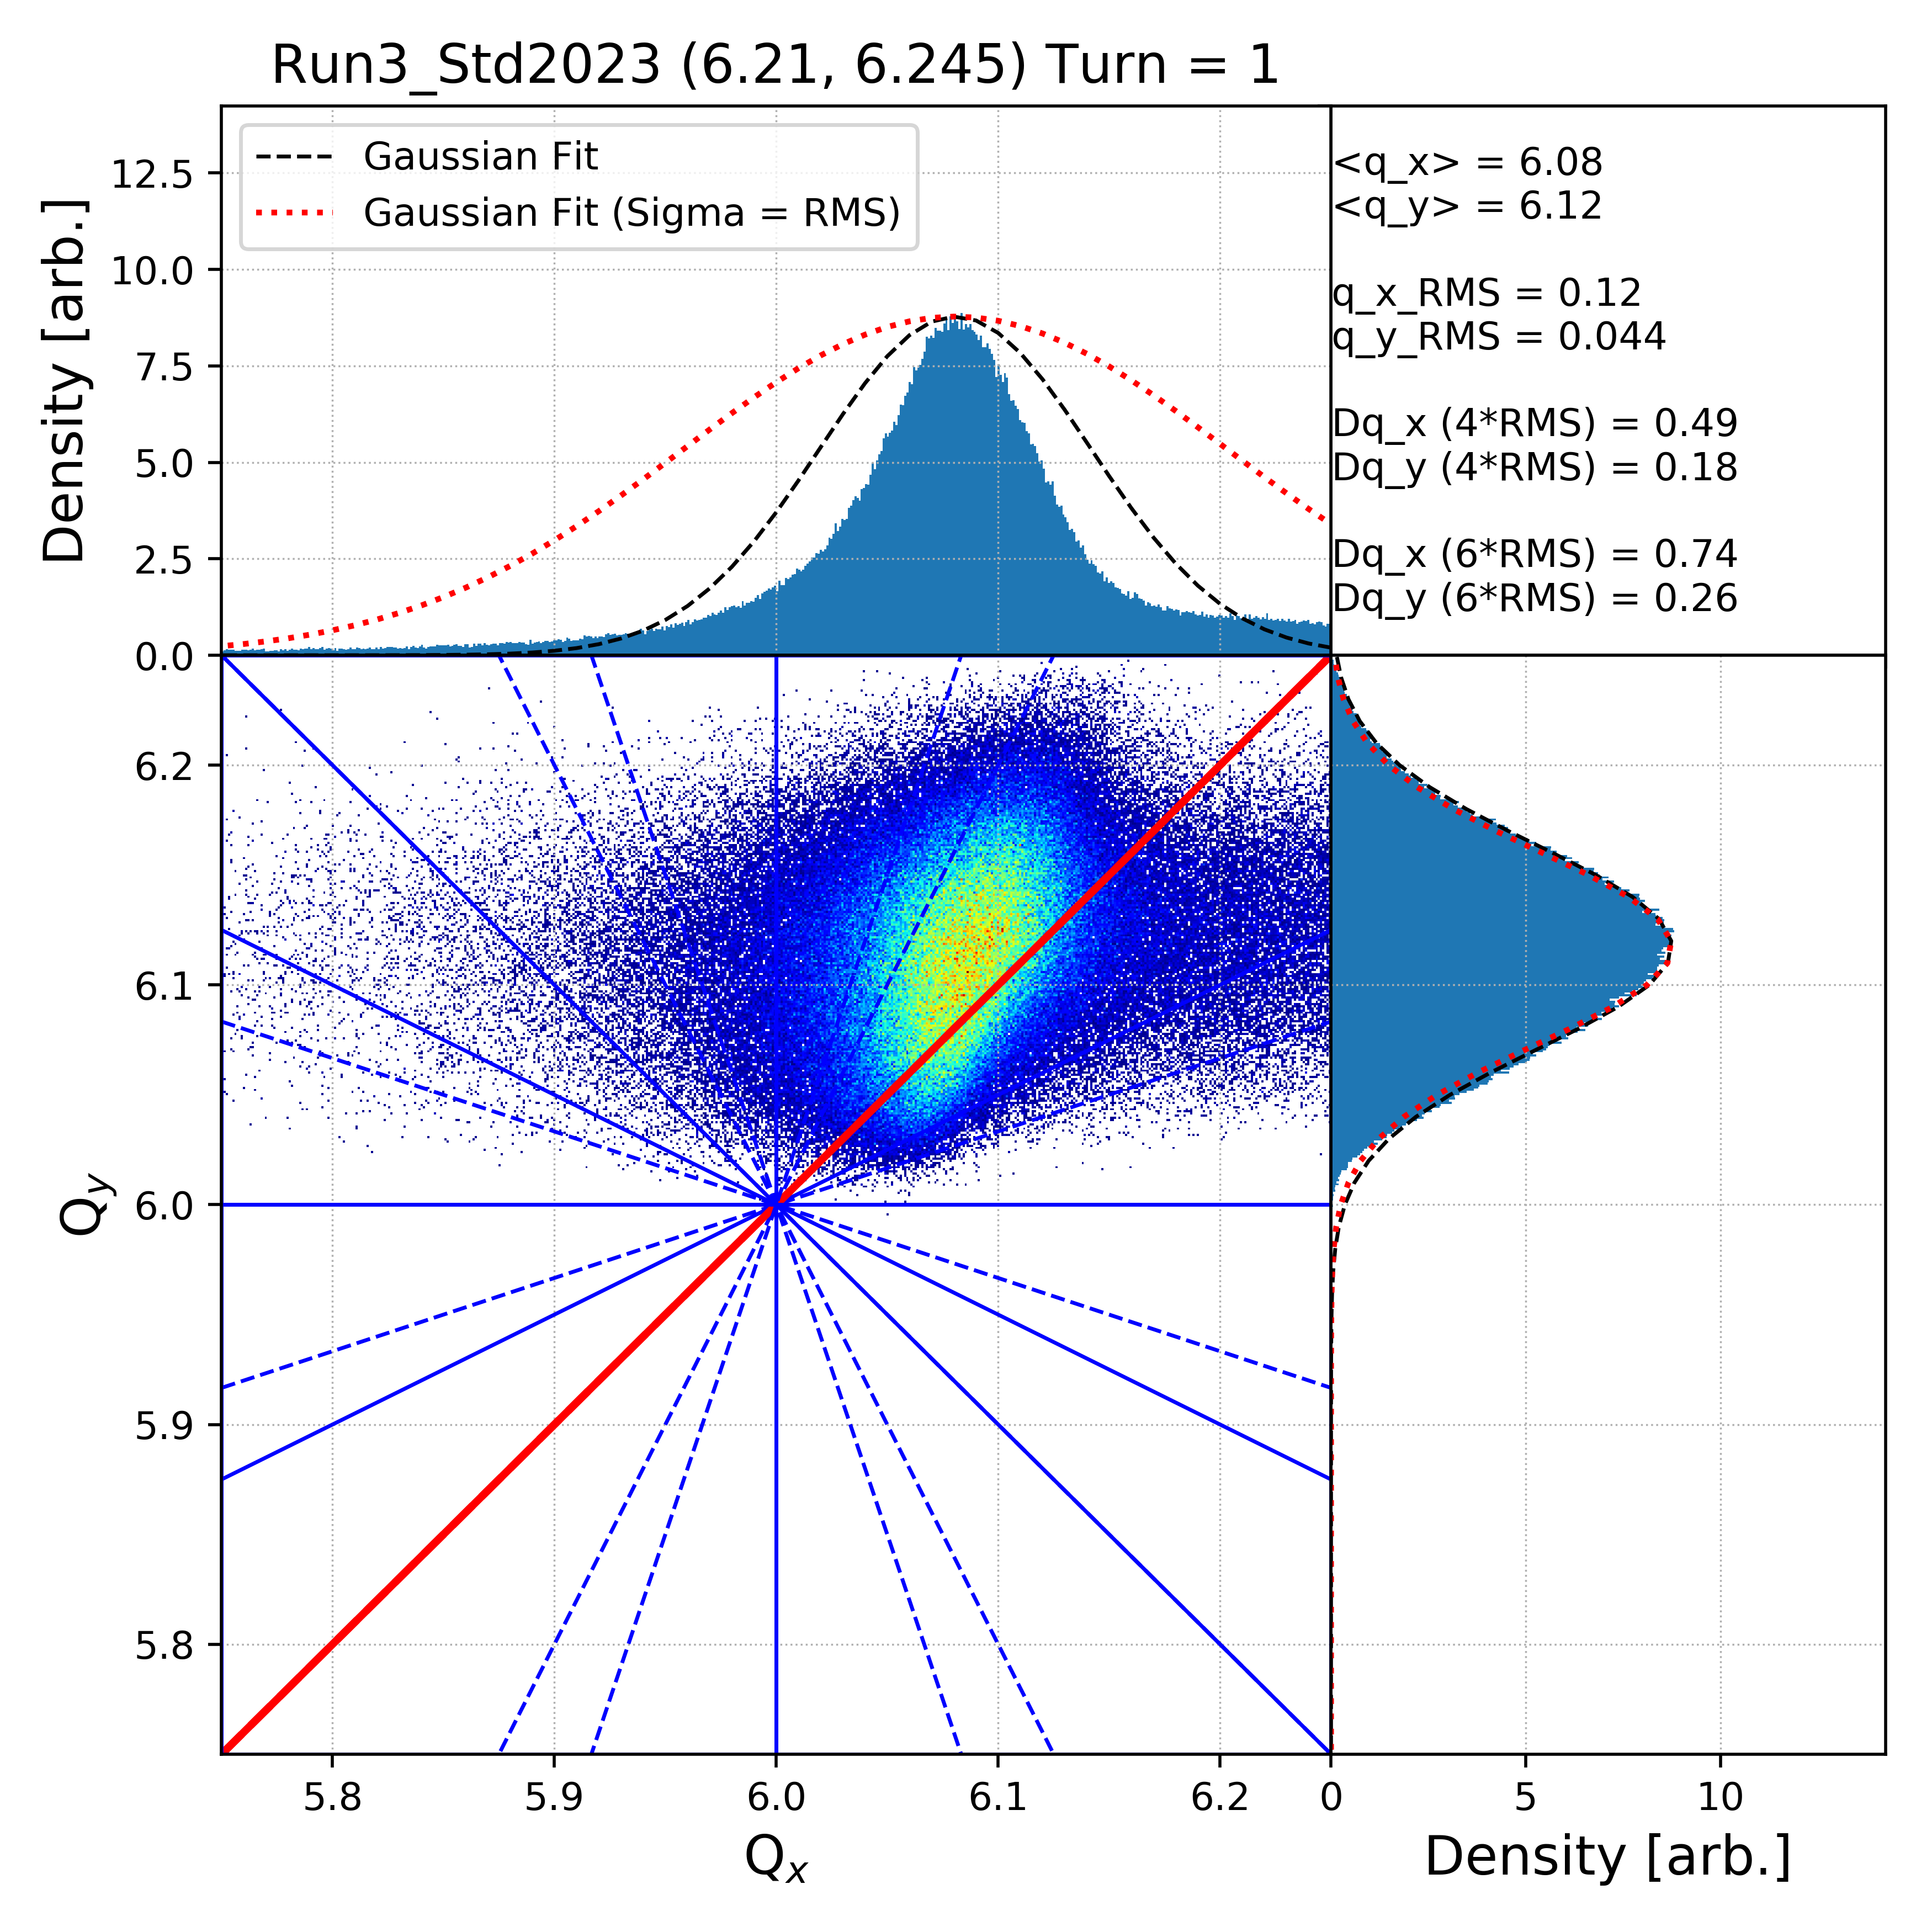 Run3_Std2023 (6.21, 6.245) Turn = 1
Gaussian Fit
Gaussian Fit (Sigma = RMS)
Density [arb.]
12.5
10.0
7.5
5.0
2.5
0.0
<q_x> = 6.08
<q_y> = 6.12
q_x_RMS = 0.12
q_y_RMS = 0.044
Dq_x (4*RMS) = 0.49
Dq_y (4*RMS) = 0.18
Dq_x (6*RMS) = 0.74
Dq_y (6*RMS) = 0.26
Qy
6.2
6.1
6.0
5.9
5.8
5.8 5.9 6.0 6.1 6.2
Qx
0 5 10
Density [arb.]